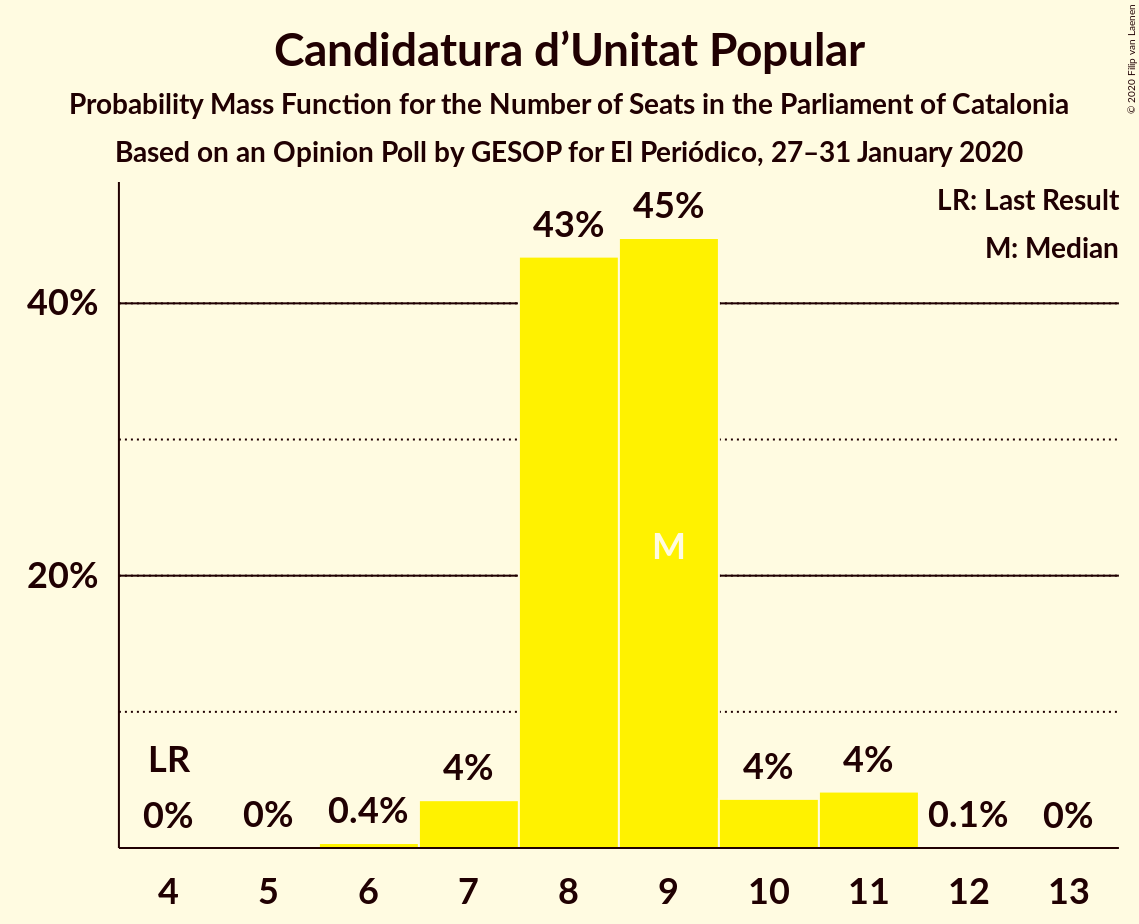 Candidatura d’Unitat Popular
Probability Mass Function for the Number of Seats in the Parliament of Catalonia
Based on an Opinion Poll by GESOP for El Periódico, 27–31 January 2020
© 2020 Filip van Laenen
LR: Last Result
M: Median
40%
20%
LR
0%
0%
0.4%
4%
43%
45%
M
4%
4%
0.1%
0%
4 5 6 7 8 9 10 11 12 13